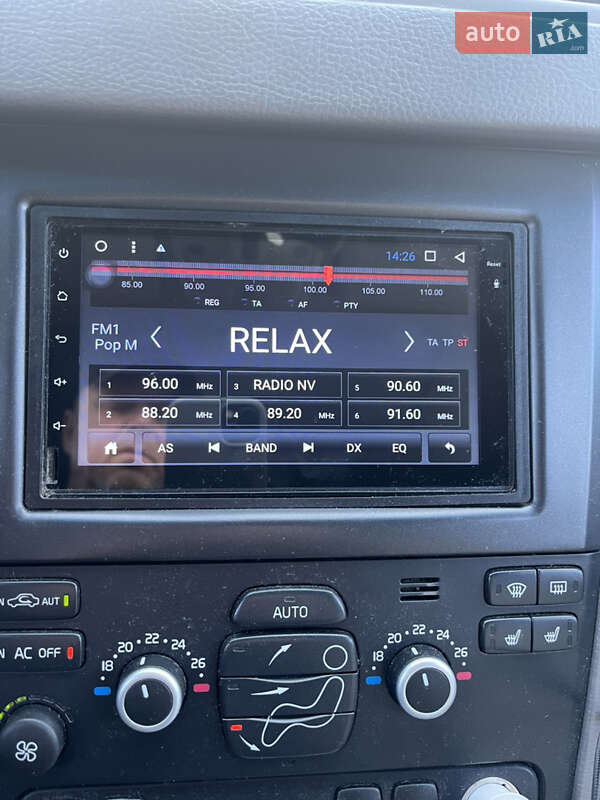 auto RIA .com
14:26
Reset
85.00 90.00 95.00 100.00 105.00 110.00
REG TA AF PTY
FM1
Pop M
RELAX
TA TP ST
1 96.00 MHz 3 RADIO NV 5 90.60 MHz
2 88.20 MHz 4 89.20 MHz 6 91.60 MHz
AS BAND DX EQ
N AUT
AUTO
N AC OFF
18 20 22 24 26
18 20 22 24 26